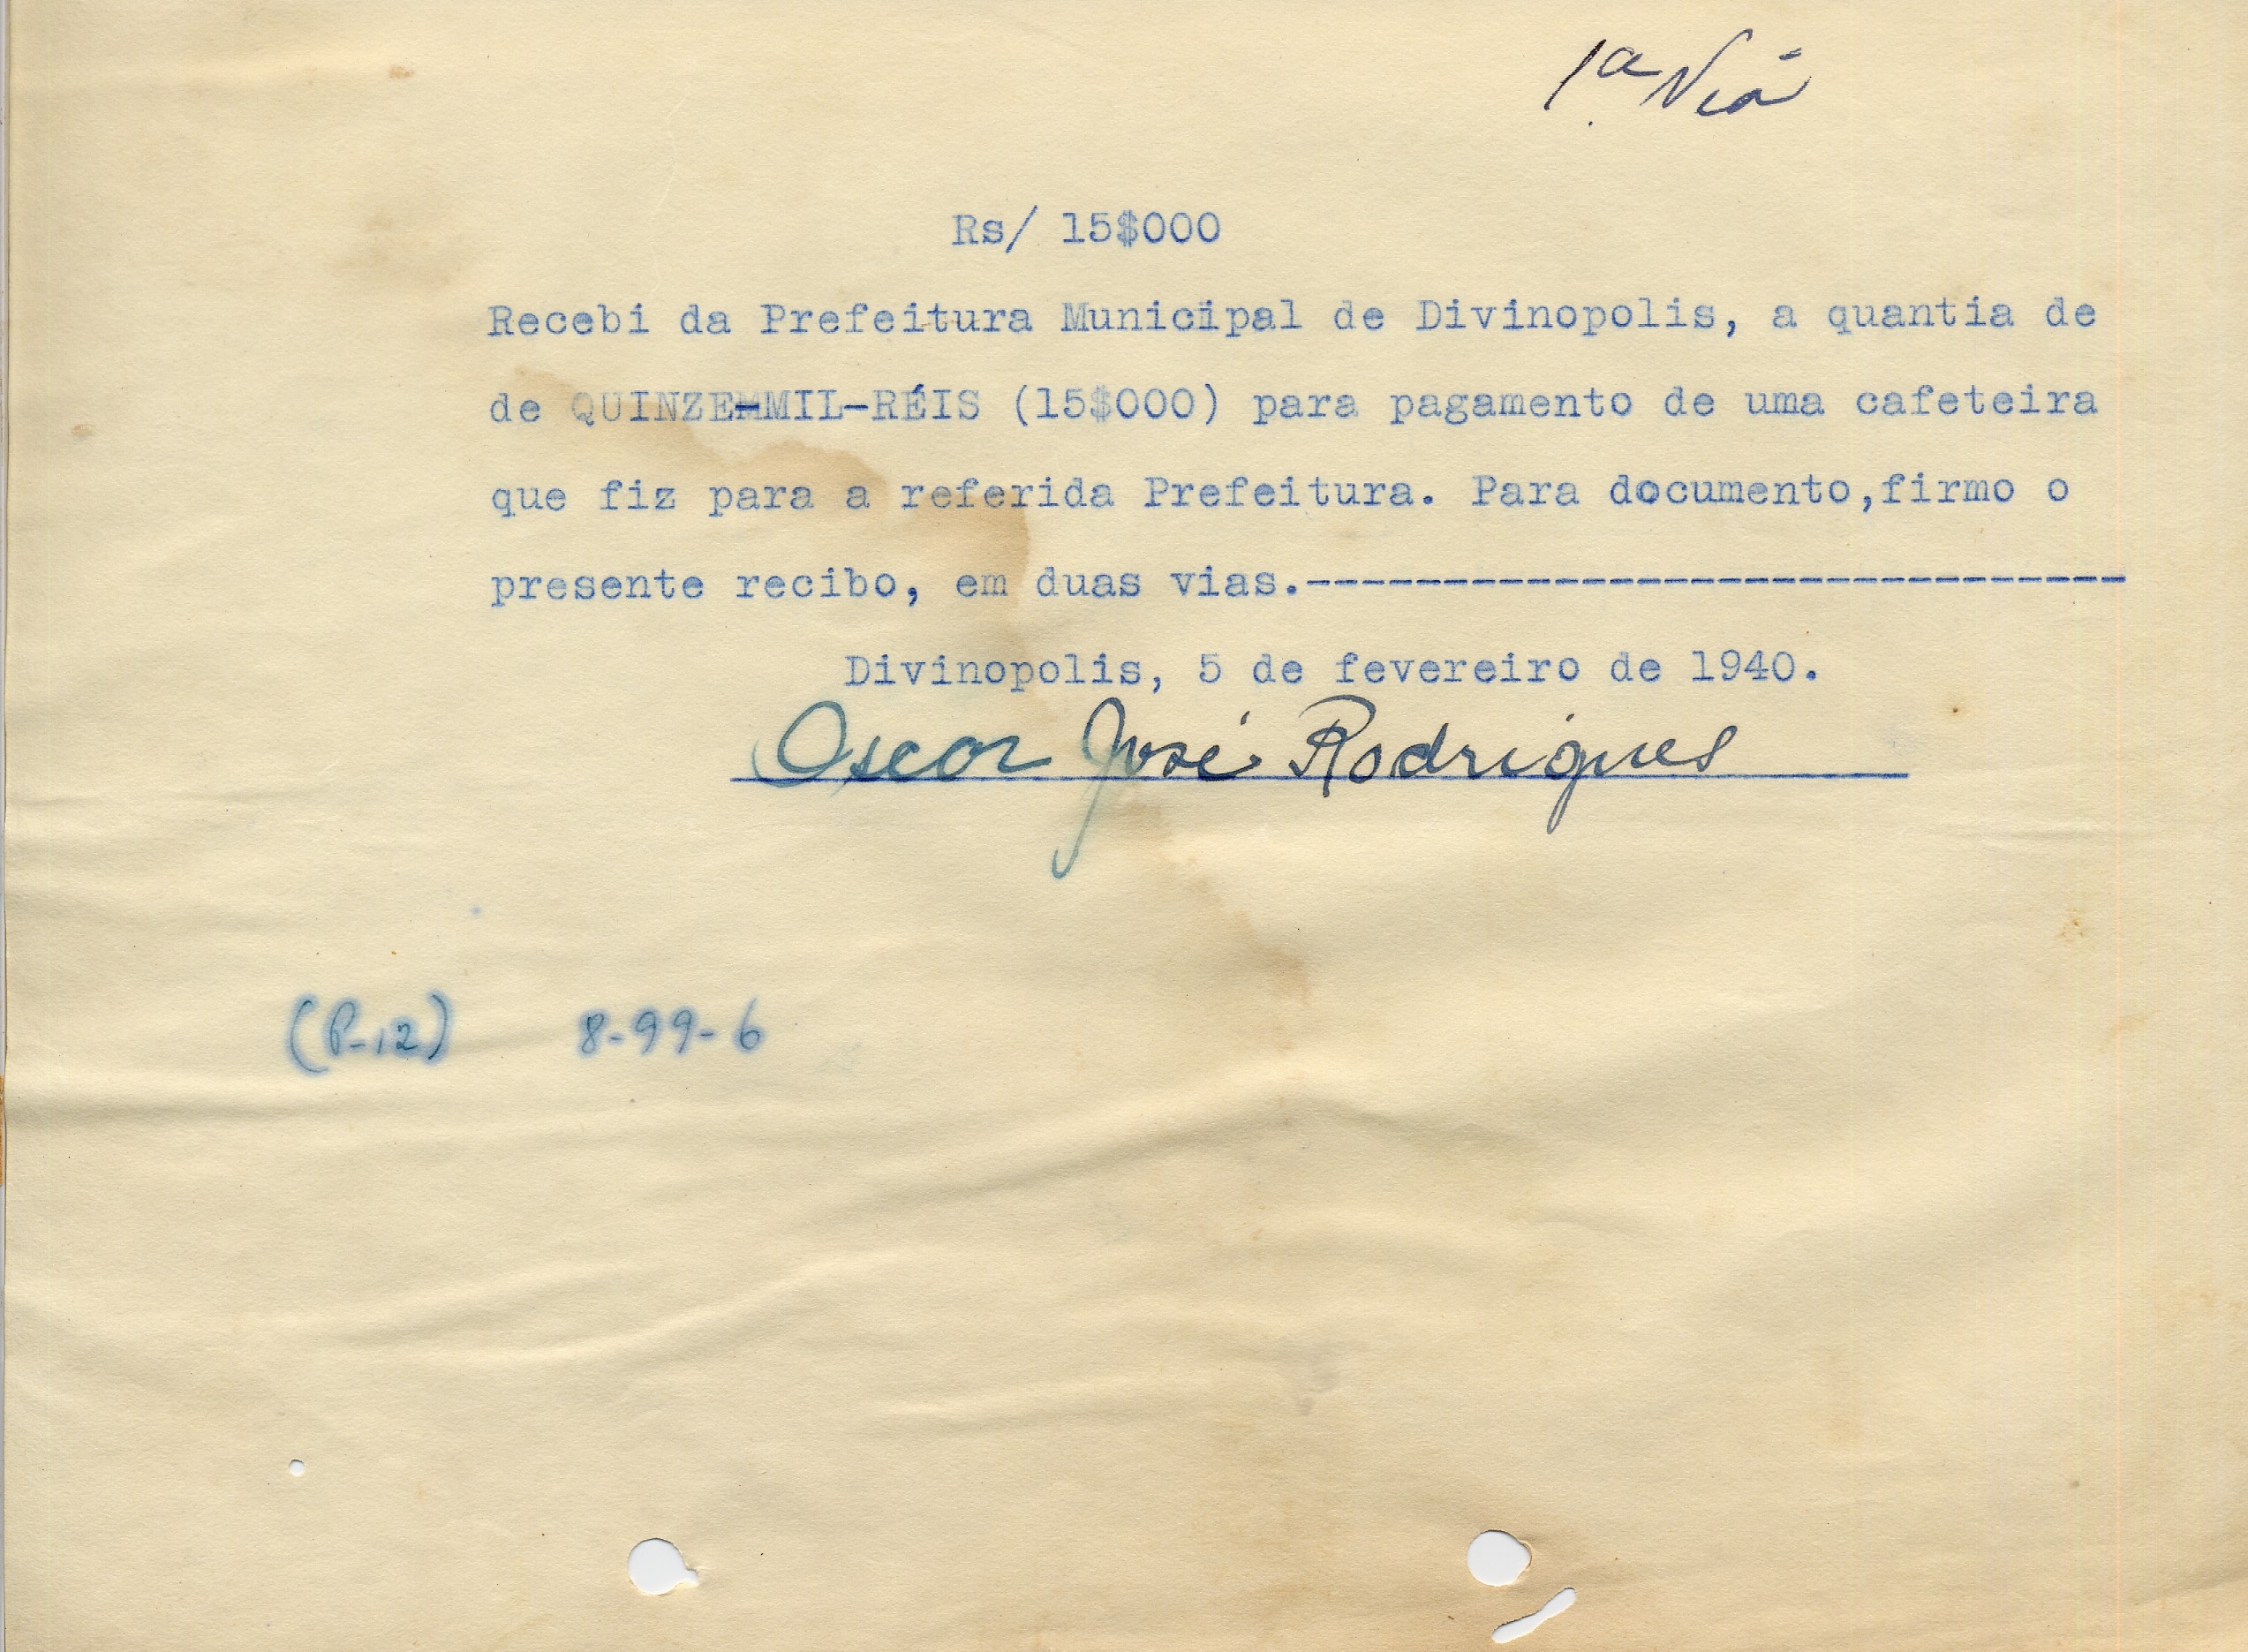 1ª Via
Rs/ 15$000
Recebi da Prefeitura Municipal de Divinopolis, a quantia de
de QUINZE-MIL-RÉIS (15$000) para pagamento de uma cafeteira
que fiz para a referida Prefeitura. Para documento,firmo o
presente recibo, em duas vias.------------------------------
Divinopolis, 5 de fevereiro de 1940.
Oscar José Rodrigues
(P-12) 8-99-6